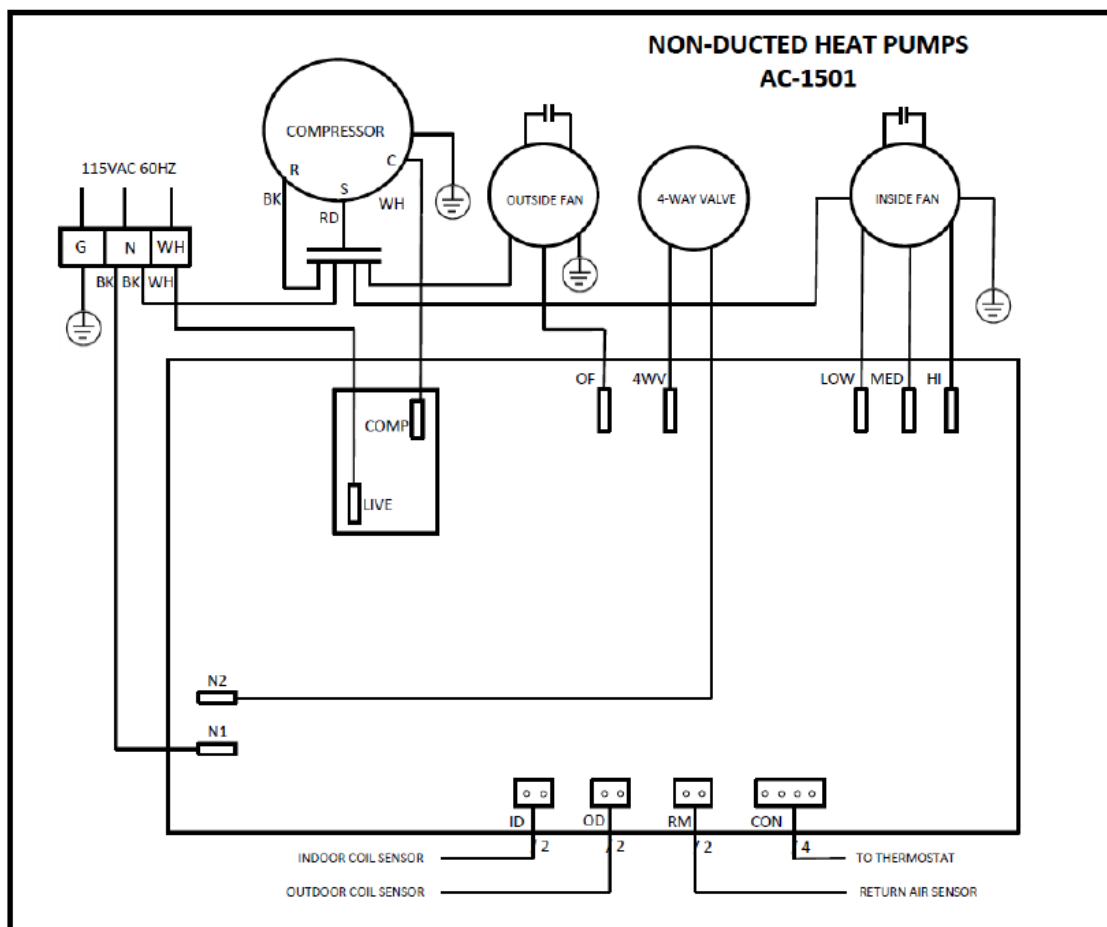 NON-DUCTED HEAT PUMPS
AC-1501
COMPRESSOR
R
C
S
BK
RD
WH
115VAC 60HZ
G N WH
BK BK WH
OUTSIDE FAN
4-WAY VALVE
INSIDE FAN
OF 4WV LOW MED HI
COMP
LIVE
N2
N1
ID OD RM CON
/ 2 / 2 / 2 / 4
INDOOR COIL SENSOR
TO THERMOSTAT
OUTDOOR COIL SENSOR
RETURN AIR SENSOR